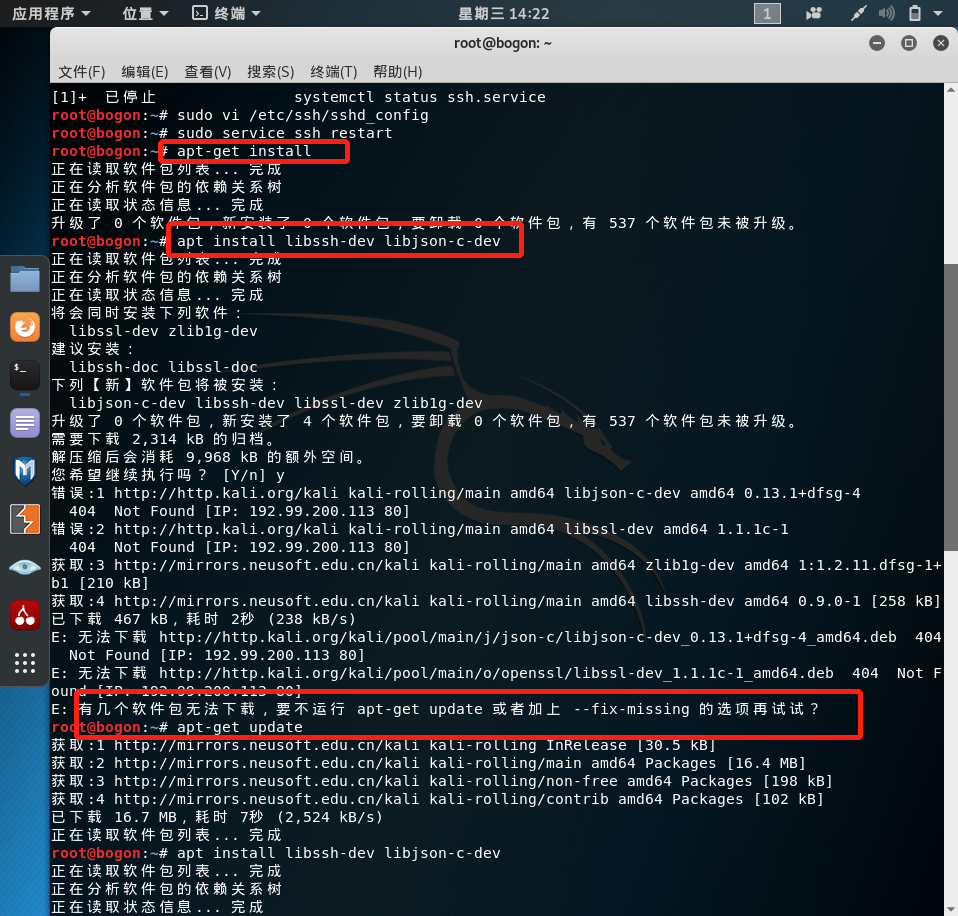 应用程序 位置 终端 星期三 14:22 1
root@bogon: ~
文件(F) 编辑(E) 查看(V) 搜索(S) 终端(T) 帮助(H)
[1]+ 已停止 systemctl status ssh.service
root@bogon:~# sudo vi /etc/ssh/sshd_config
root@bogon:~# sudo service ssh restart
root@bogon:~# apt-get install
正在读取软件包列表... 完成
正在分析软件包的依赖关系树
正在读取状态信息... 完成
升级了 0 个软件包，新安装了 0 个软件包，要卸载 0 个软件包，有 537 个软件包未被升级。
root@bogon:~# apt install libssh-dev libjson-c-dev
正在读取软件包列表... 完成
正在分析软件包的依赖关系树
正在读取状态信息... 完成
将会同时安装下列软件：
libssl-dev zlib1g-dev
建议安装：
libssh-doc libssl-doc
下列【新】软件包将被安装：
libjson-c-dev libssh-dev libssl-dev zlib1g-dev
升级了 0 个软件包，新安装了 4 个软件包，要卸载 0 个软件包，有 537 个软件包未被升级。
需要下载 2,314 kB 的归档。
解压缩后会消耗 9,968 kB 的额外空间。
您希望继续执行吗？ [Y/n] y
错误:1 http://http.kali.org/kali kali-rolling/main amd64 libjson-c-dev amd64 0.13.1+dfsg-4
404 Not Found [IP: 192.99.200.113 80]
错误:2 http://http.kali.org/kali kali-rolling/main amd64 libssl-dev amd64 1.1.1c-1
404 Not Found [IP: 192.99.200.113 80]
获取:3 http://mirrors.neusoft.edu.cn/kali kali-rolling/main amd64 zlib1g-dev amd64 1:1.2.11.dfsg-1+
b1 [210 kB]
获取:4 http://mirrors.neusoft.edu.cn/kali kali-rolling/main amd64 libssh-dev amd64 0.9.0-1 [258 kB]
已下载 467 kB，耗时 2秒 (238 kB/s)
E: 无法下载 http://http.kali.org/kali/pool/main/j/json-c/libjson-c-dev_0.13.1+dfsg-4_amd64.deb 404
Not Found [IP: 192.99.200.113 80]
E: 无法下载 http://http.kali.org/kali/pool/main/o/openssl/libssl-dev_1.1.1c-1_amd64.deb 404 Not F
ound [IP: 192.99.200.113 80]
E: 有几个软件包无法下载，要不运行 apt-get update 或者加上 --fix-missing 的选项再试试？
root@bogon:~# apt-get update
获取:1 http://mirrors.neusoft.edu.cn/kali kali-rolling InRelease [30.5 kB]
获取:2 http://mirrors.neusoft.edu.cn/kali kali-rolling/main amd64 Packages [16.4 MB]
获取:3 http://mirrors.neusoft.edu.cn/kali kali-rolling/non-free amd64 Packages [198 kB]
获取:4 http://mirrors.neusoft.edu.cn/kali kali-rolling/contrib amd64 Packages [102 kB]
已下载 16.7 MB，耗时 7秒 (2,524 kB/s)
正在读取软件包列表... 完成
root@bogon:~# apt install libssh-dev libjson-c-dev
正在读取软件包列表... 完成
正在分析软件包的依赖关系树
正在读取状态信息... 完成